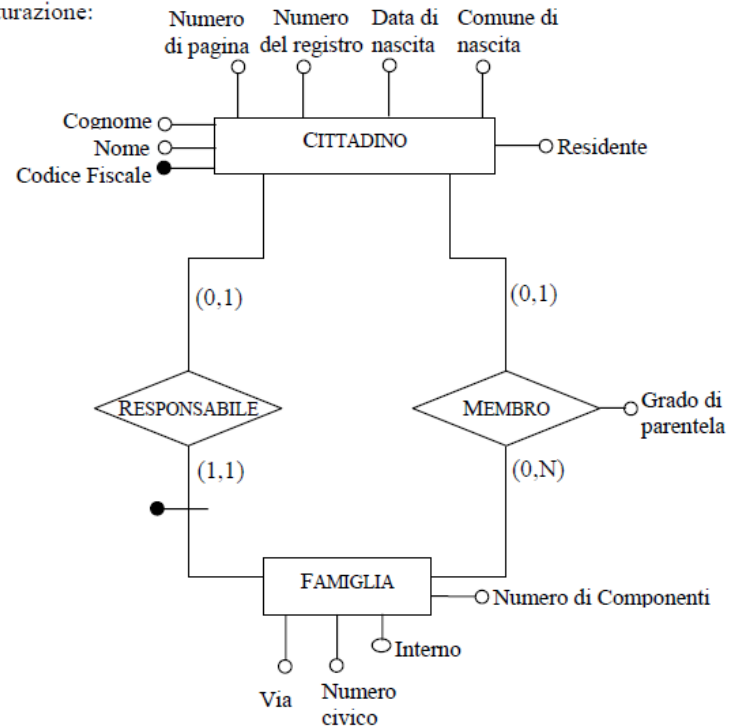 turazione:
Numero
di pagina
Numero
del registro
Data di
nascita
Comune di
nascita
Cognome
Nome
Codice Fiscale
CITTADINO
Residente
(0,1)
(0,1)
RESPONSABILE
MEMBRO
Grado di
parentela
(1,1)
(0,N)
FAMIGLIA
Numero di Componenti
Interno
Via
Numero
civico